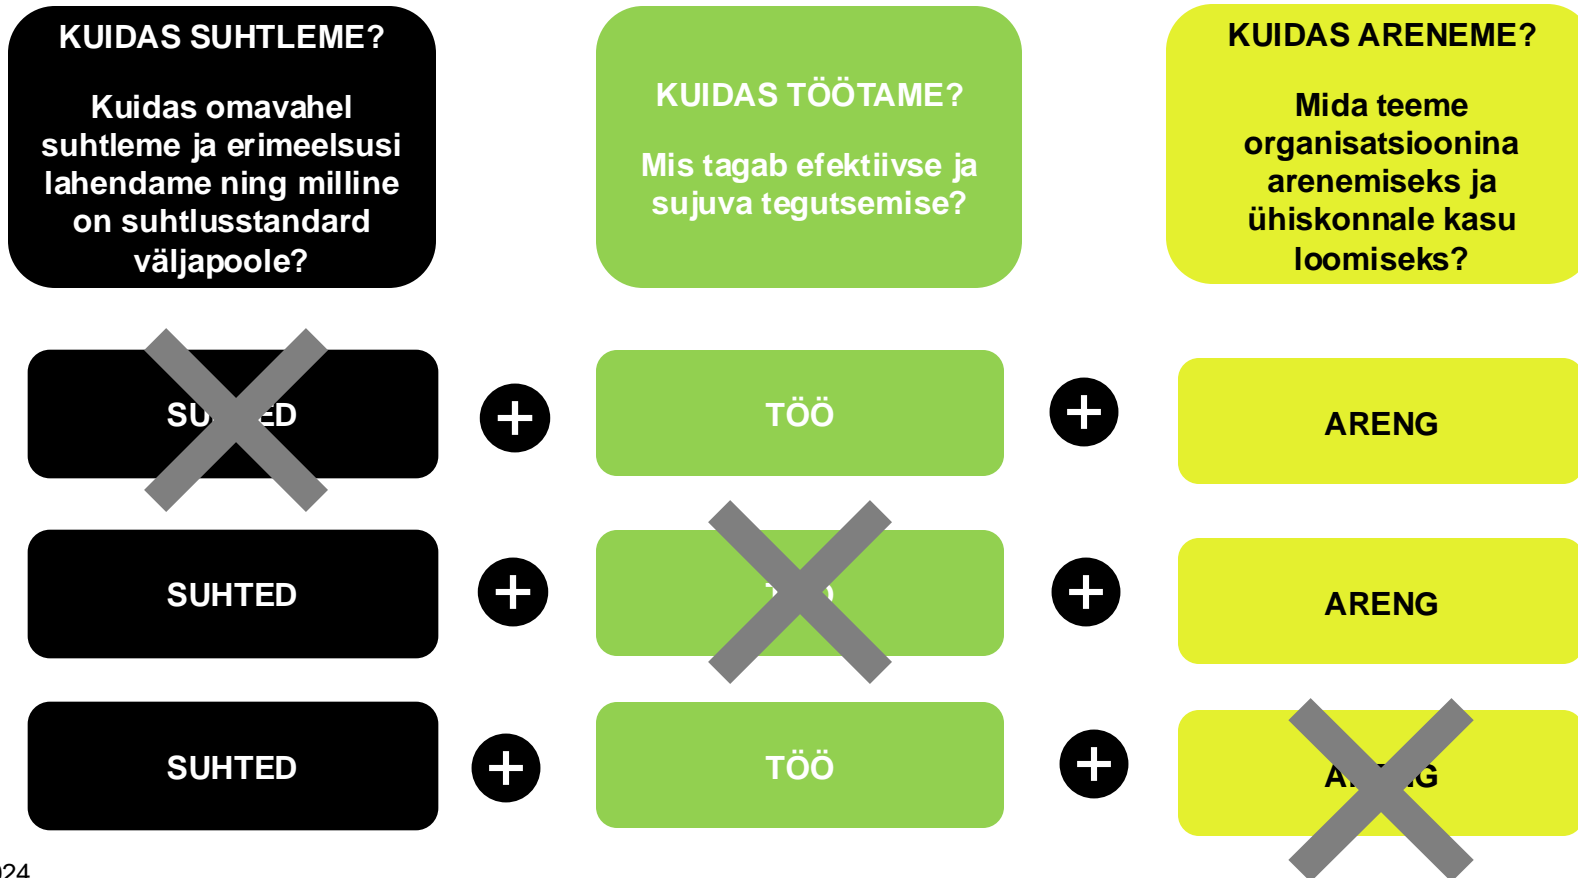 KUIDAS SUHTLEME?
Kuidas omavahel
suhtleme ja erimeelsusi
lahendame ning milline
on suhtlusstandard
väljapoole?
KUIDAS TÖÖTAME?
Mis tagab efektiivse ja
sujuva tegutsemise?
KUIDAS ARENEME?
Mida teeme
organisatsioonina
arenemiseks ja
ühiskonnale kasu
loomiseks?
+
TÖÖ
+
ARENG
SUHTED
+
+
ARENG
SUHTED
+
TÖÖ
+